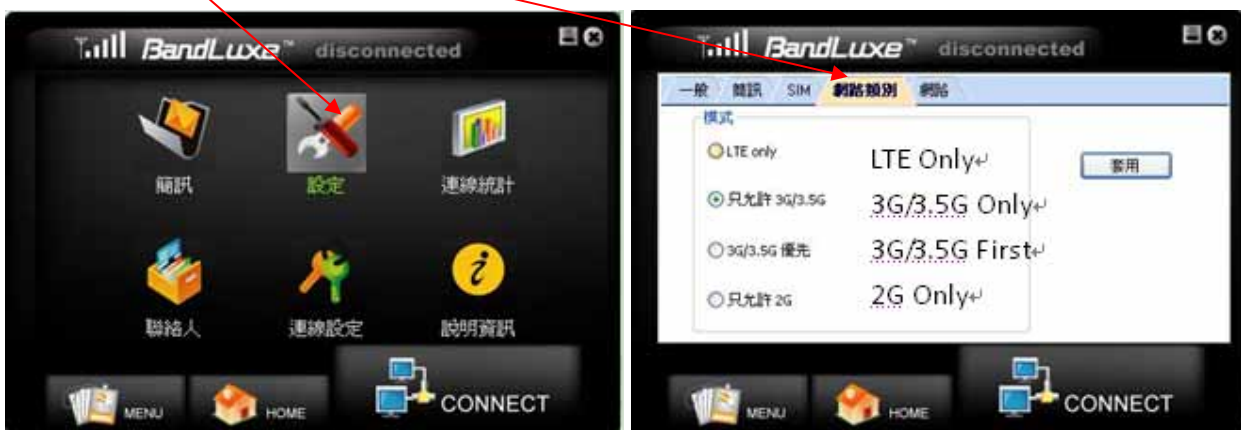 BandLuxe™ disconnected
簡訊
設定
連線統計
聯絡人
連線設定
說明資訊
MENU
HOME
CONNECT
BandLuxe™ disconnected
一般 簡訊 SIM 網路類別 網路
模式
LTE only
LTE Only↵
套用
只允許 3G/3.5G
3G/3.5G Only↵
3G/3.5G 優先
3G/3.5G First↵
只允許 2G
2G Only↵
MENU
HOME
CONNECT